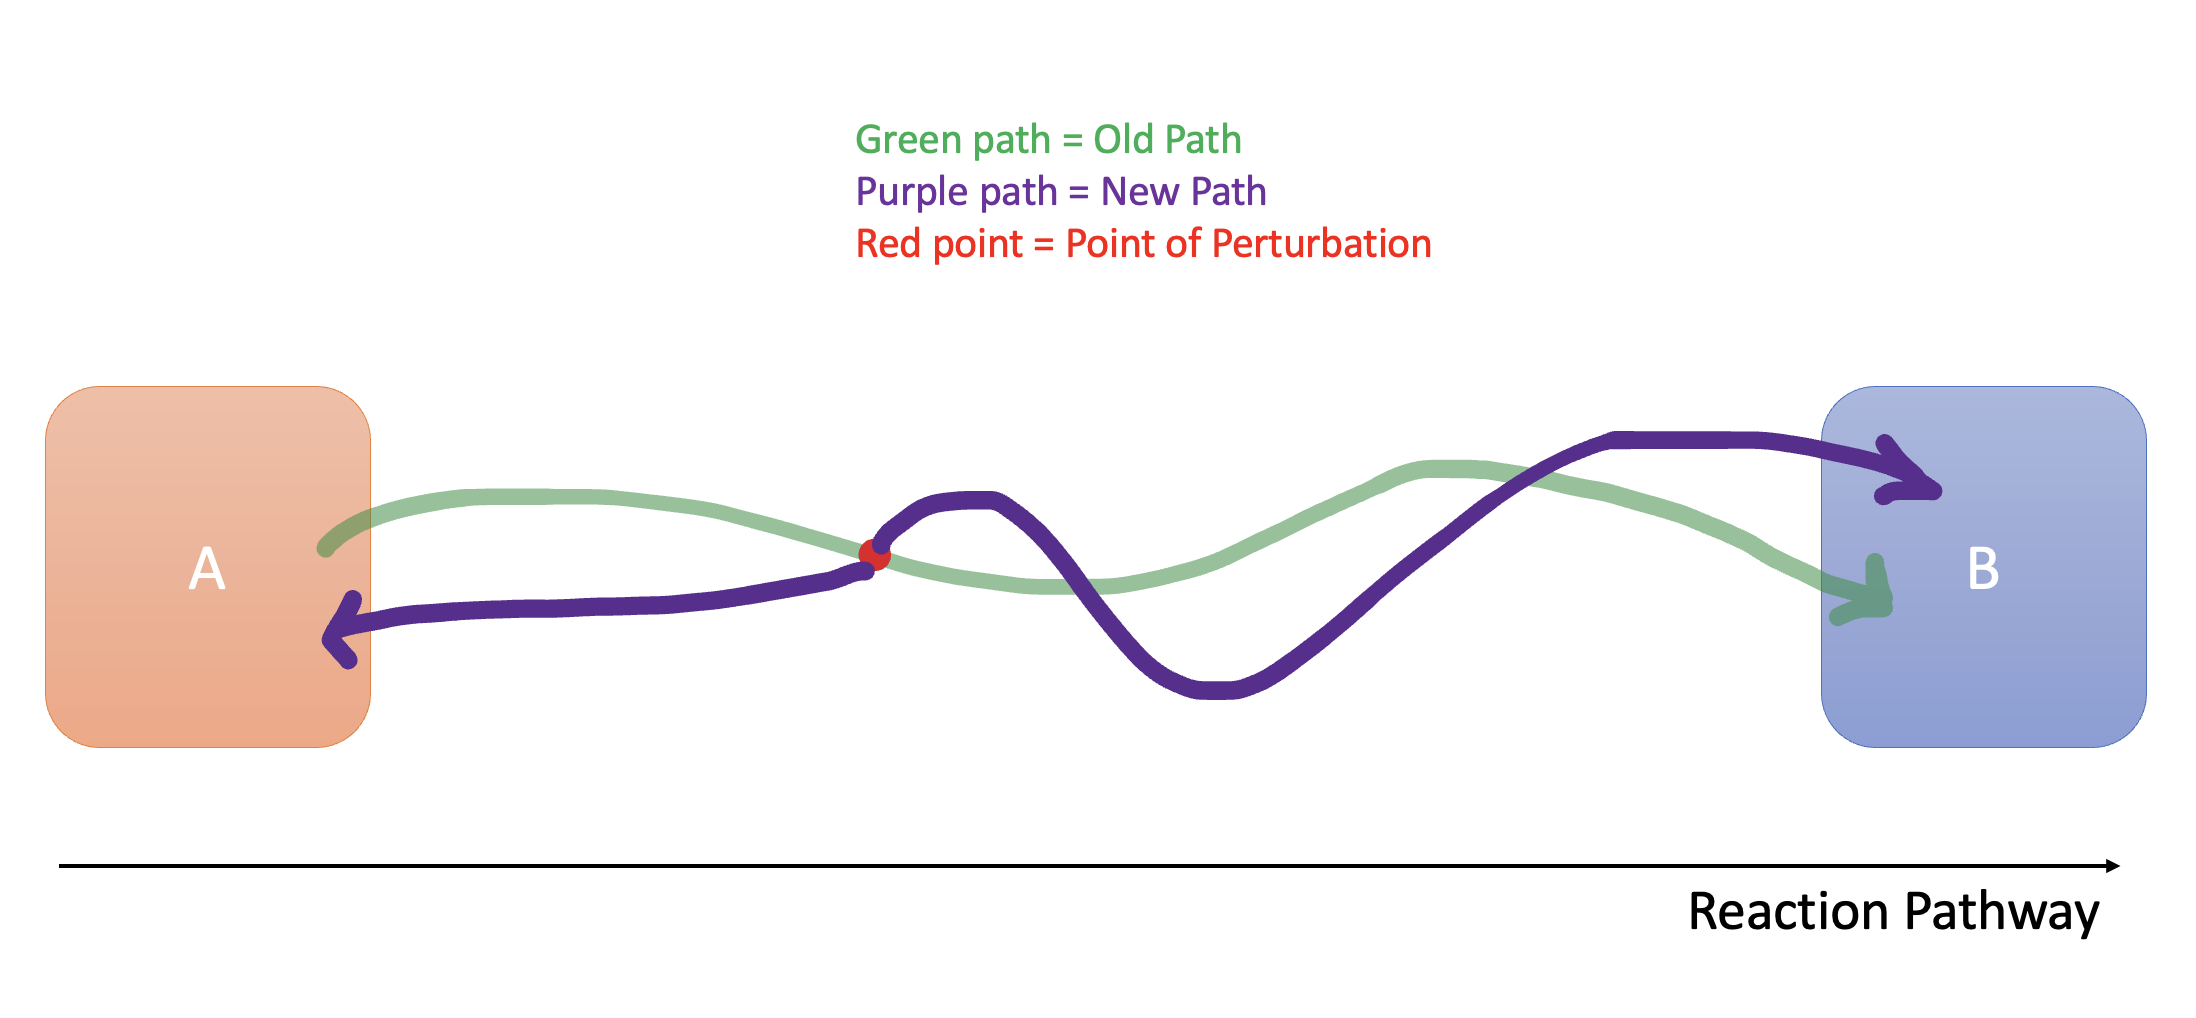 Green path = Old Path
Purple path = New Path
Red point = Point of Perturbation
A
B
Reaction Pathway